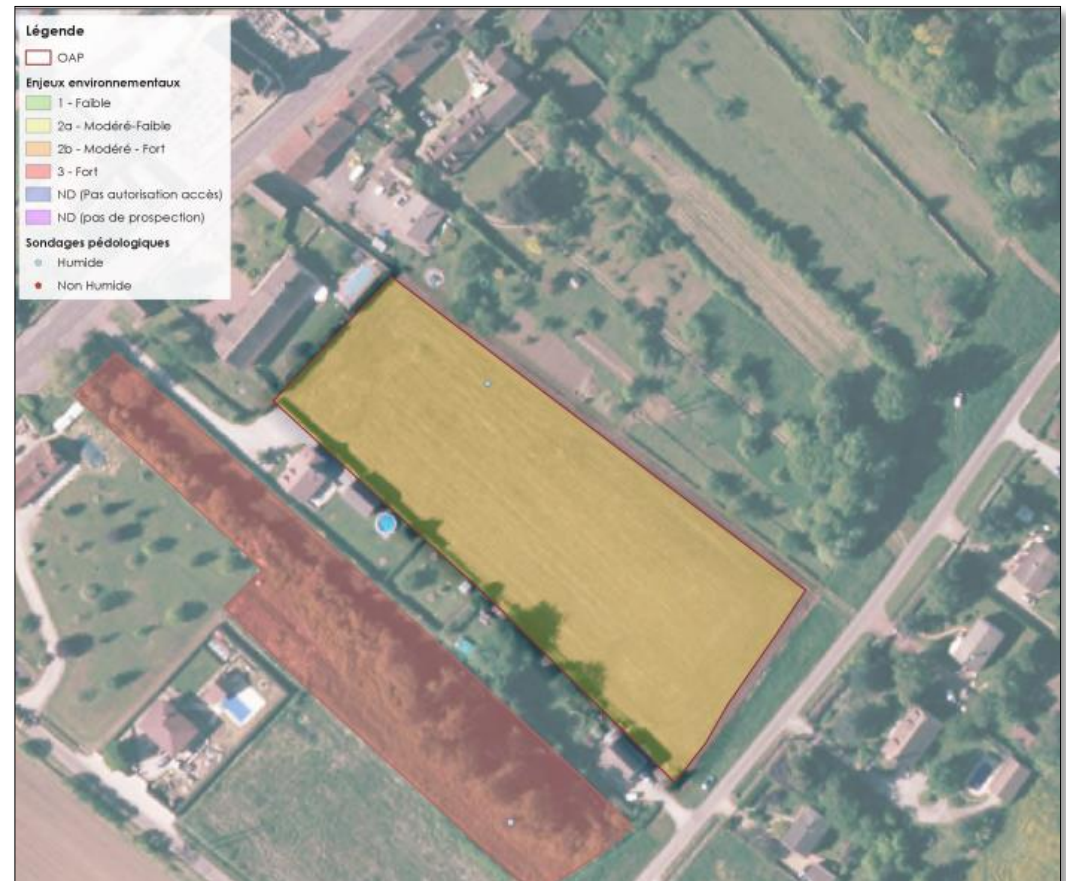 Légende
OAP
Enjeux environnementaux
1 - Faible
2a - Modéré-Faible
2b - Modéré - Fort
3 - Fort
ND (Pas autorisation accès)
ND (pas de prospection)
Sondages pédologiques
Humide
Non Humide